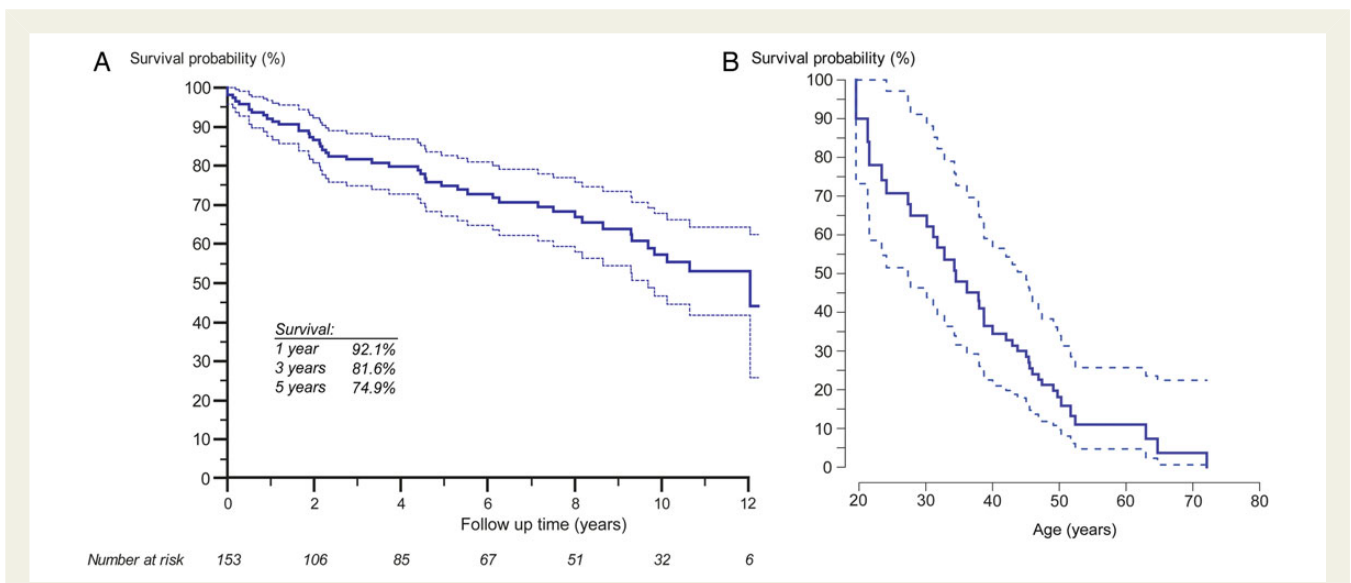 A Survival probability (%)
100
90
80
70
60
50
40
30
20
10
0
Survival:
1 year 92.1%
3 years 81.6%
5 years 74.9%
0 2 4 6 8 10 12
Follow up time (years)
Number at risk 153 106 85 67 51 32 6
B Survival probability (%)
100
90
80
70
60
50
40
30
20
10
0
20 30 40 50 60 70 80
Age (years)